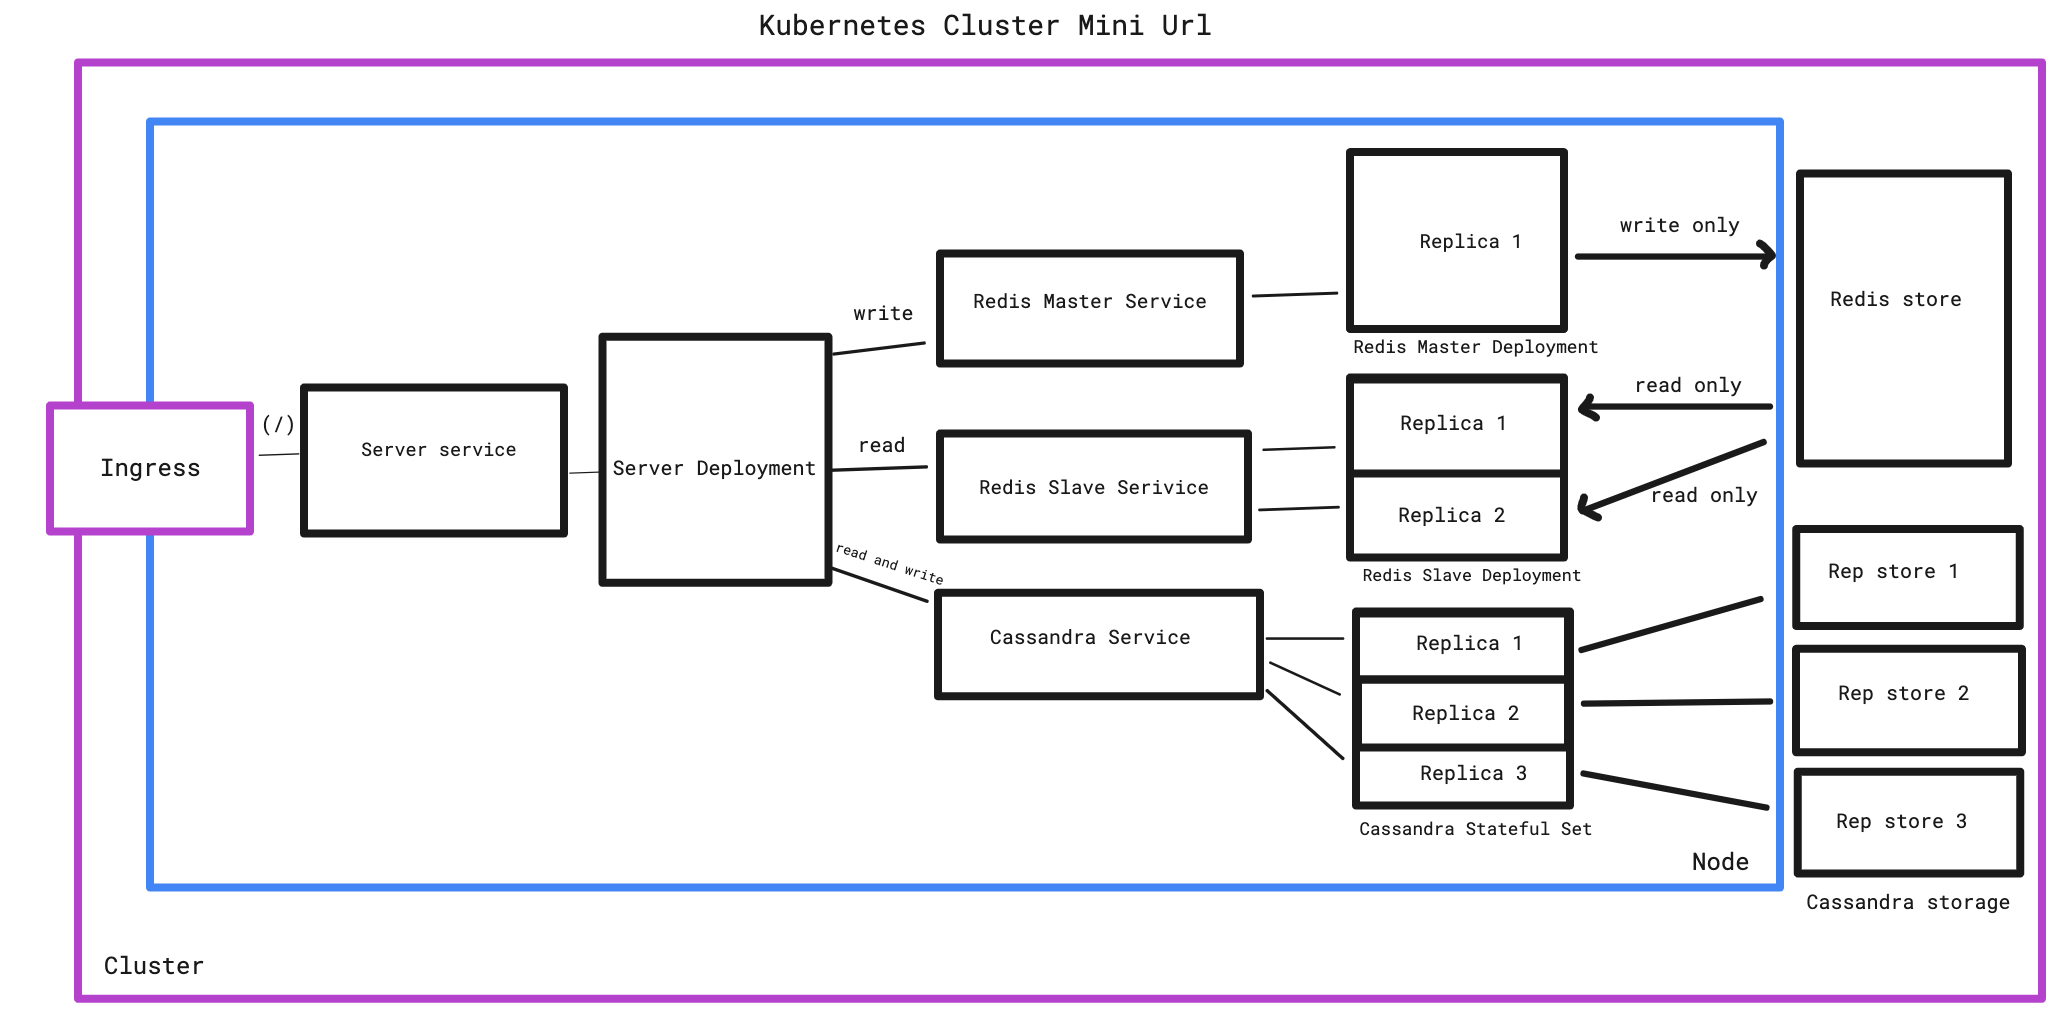 Kubernetes Cluster Mini Url
Ingress
(/)
Server service
Server Deployment
write
Redis Master Service
Replica 1
Redis Master Deployment
write only
Redis store
read
Redis Slave Serivice
Replica 1
Replica 2
Redis Slave Deployment
read only
read only
read and write
Cassandra Service
Replica 1
Replica 2
Replica 3
Cassandra Stateful Set
Rep store 1
Rep store 2
Rep store 3
Cassandra storage
Node
Cluster